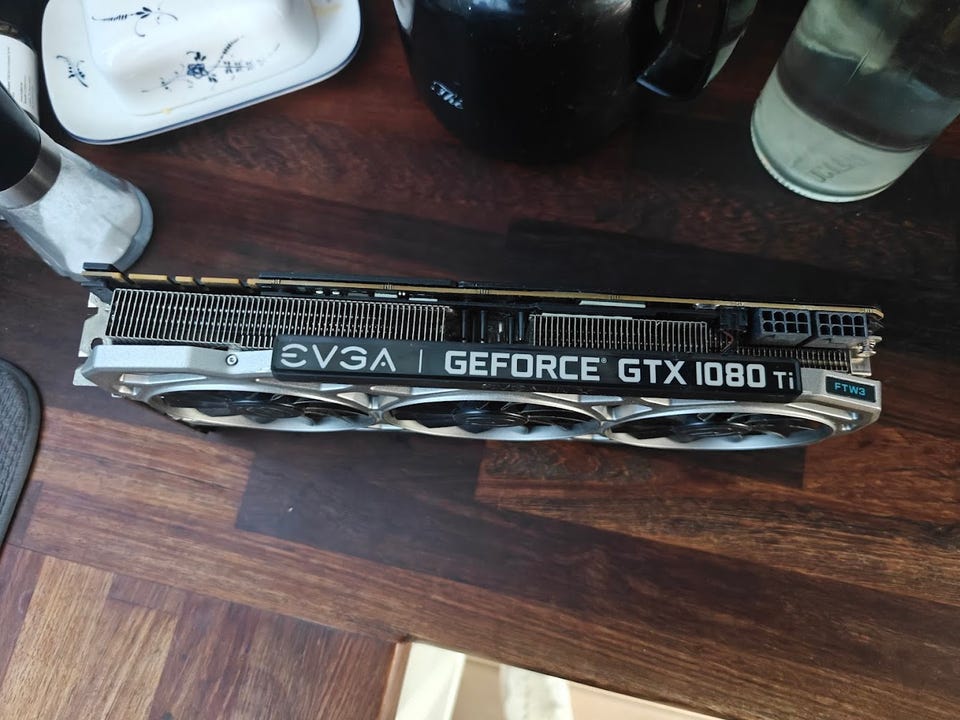 EVGA | GEFORCE® GTX 1080 Ti
FTW3